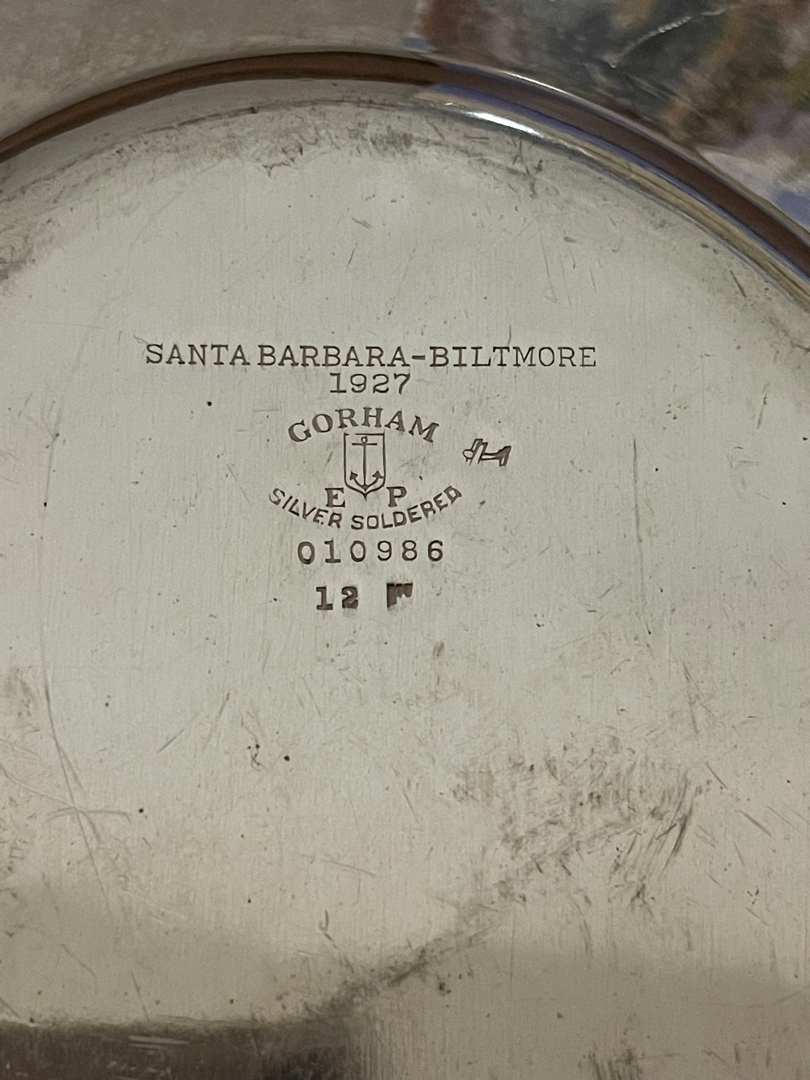 SANTA BARBARA-BILTMORE
1927
GORHAM
E P
SILVER SOLDERED
010986
12